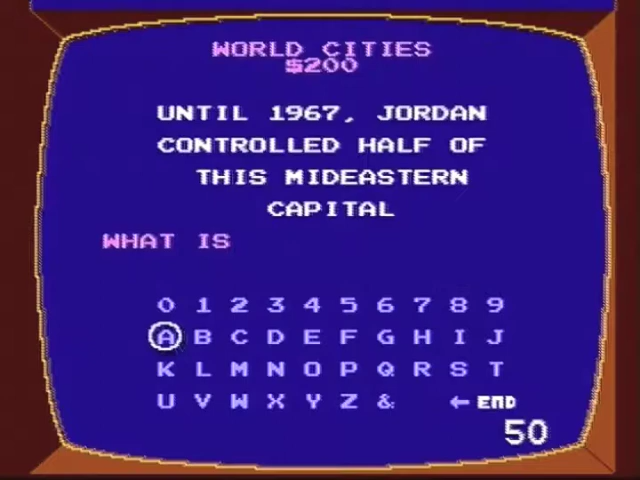 WORLD CITIES
$200
UNTIL 1967, JORDAN
CONTROLLED HALF OF
THIS MIDEASTERN
CAPITAL
WHAT IS
0 1 2 3 4 5 6 7 8 9
A B C D E F G H I J
K L M N O P Q R S T
U V W X Y Z & ← END
50